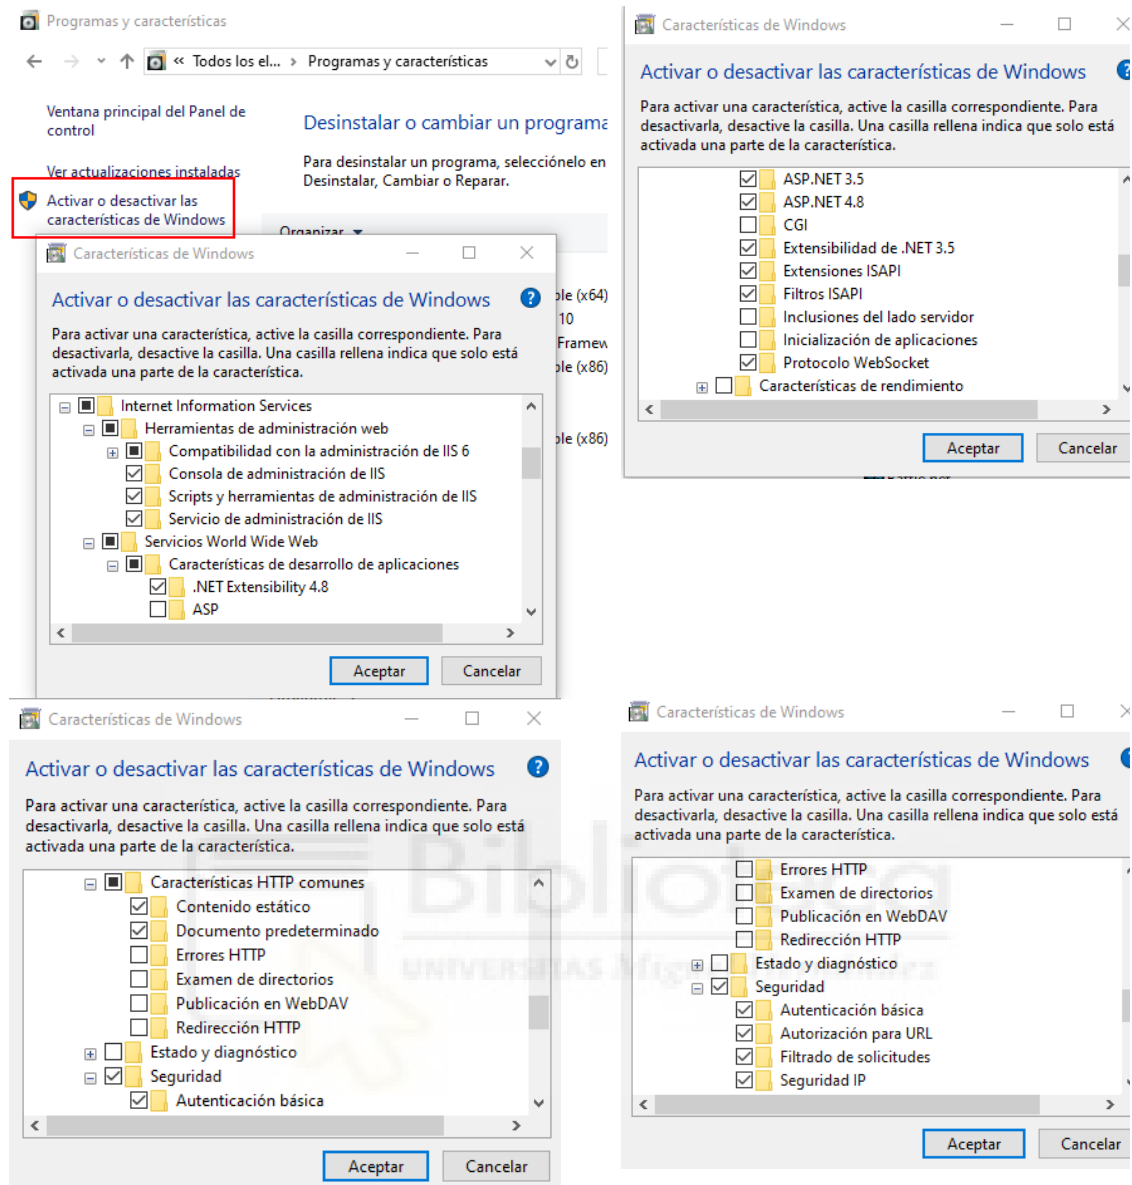 Programas y características
« Todos los el... › Programas y características
Ventana principal del Panel de
control
Ver actualizaciones instaladas
Activar o desactivar las
características de Windows
Desinstalar o cambiar un programa
Para desinstalar un programa, selecciónelo en
Desinstalar, Cambiar o Reparar.
Organizar
ble (x64)
10
Framew
ble (x86)
ble (x86)
Características de Windows
Activar o desactivar las características de Windows
Para activar una característica, active la casilla correspondiente. Para
desactivarla, desactive la casilla. Una casilla rellena indica que solo está
activada una parte de la característica.
Internet Information Services
Herramientas de administración web
Compatibilidad con la administración de IIS 6
Consola de administración de IIS
Scripts y herramientas de administración de IIS
Servicio de administración de IIS
Servicios World Wide Web
Características de desarrollo de aplicaciones
.NET Extensibility 4.8
ASP
Aceptar
Cancelar
Características de Windows
Activar o desactivar las características de Windows
Para activar una característica, active la casilla correspondiente. Para
desactivarla, desactive la casilla. Una casilla rellena indica que solo está
activada una parte de la característica.
ASP.NET 3.5
ASP.NET 4.8
CGI
Extensibilidad de .NET 3.5
Extensiones ISAPI
Filtros ISAPI
Inclusiones del lado servidor
Inicialización de aplicaciones
Protocolo WebSocket
Características de rendimiento
Aceptar
Cancelar
Características de Windows
Activar o desactivar las características de Windows
Para activar una característica, active la casilla correspondiente. Para
desactivarla, desactive la casilla. Una casilla rellena indica que solo está
activada una parte de la característica.
Características HTTP comunes
Contenido estático
Documento predeterminado
Errores HTTP
Examen de directorios
Publicación en WebDAV
Redirección HTTP
Estado y diagnóstico
Seguridad
Autenticación básica
Aceptar
Cancelar
Características de Windows
Activar o desactivar las características de Windows
Para activar una característica, active la casilla correspondiente. Para
desactivarla, desactive la casilla. Una casilla rellena indica que solo está
activada una parte de la característica.
Errores HTTP
Examen de directorios
Publicación en WebDAV
Redirección HTTP
Estado y diagnóstico
Seguridad
Autenticación básica
Autorización para URL
Filtrado de solicitudes
Seguridad IP
Aceptar
Cancelar
Biblioteca
UNIVERSITAS Miguel Hernández